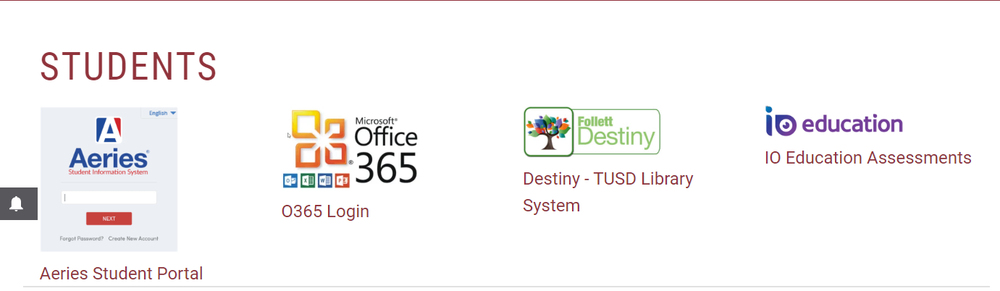 STUDENTS
English
Aeries®
Student Information System
NEXT
Forgot Password? Create New Account
Aeries Student Portal
Microsoft®
Office
365
O365 Login
Follett
Destiny
Destiny - TUSD Library
System
io education
IO Education Assessments